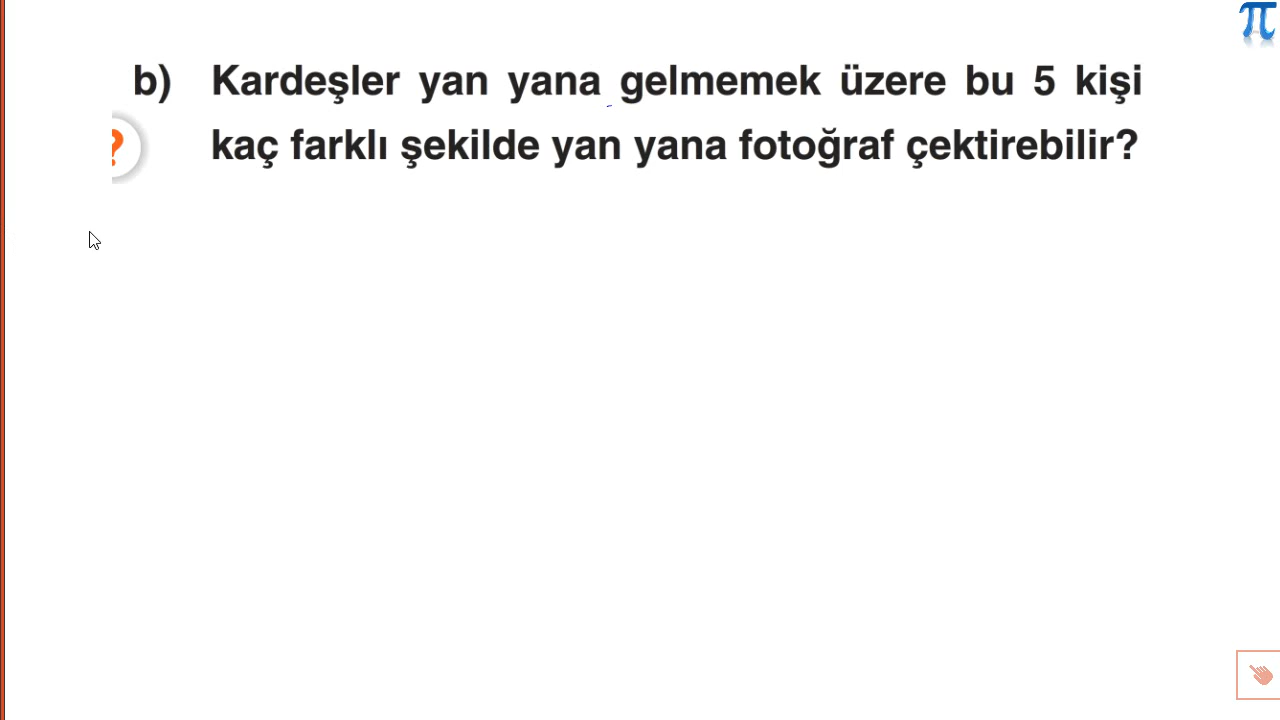 b) Kardeşler yan yana gelmemek üzere bu 5 kişi
kaç farklı şekilde yan yana fotoğraf çektirebilir?
?
π